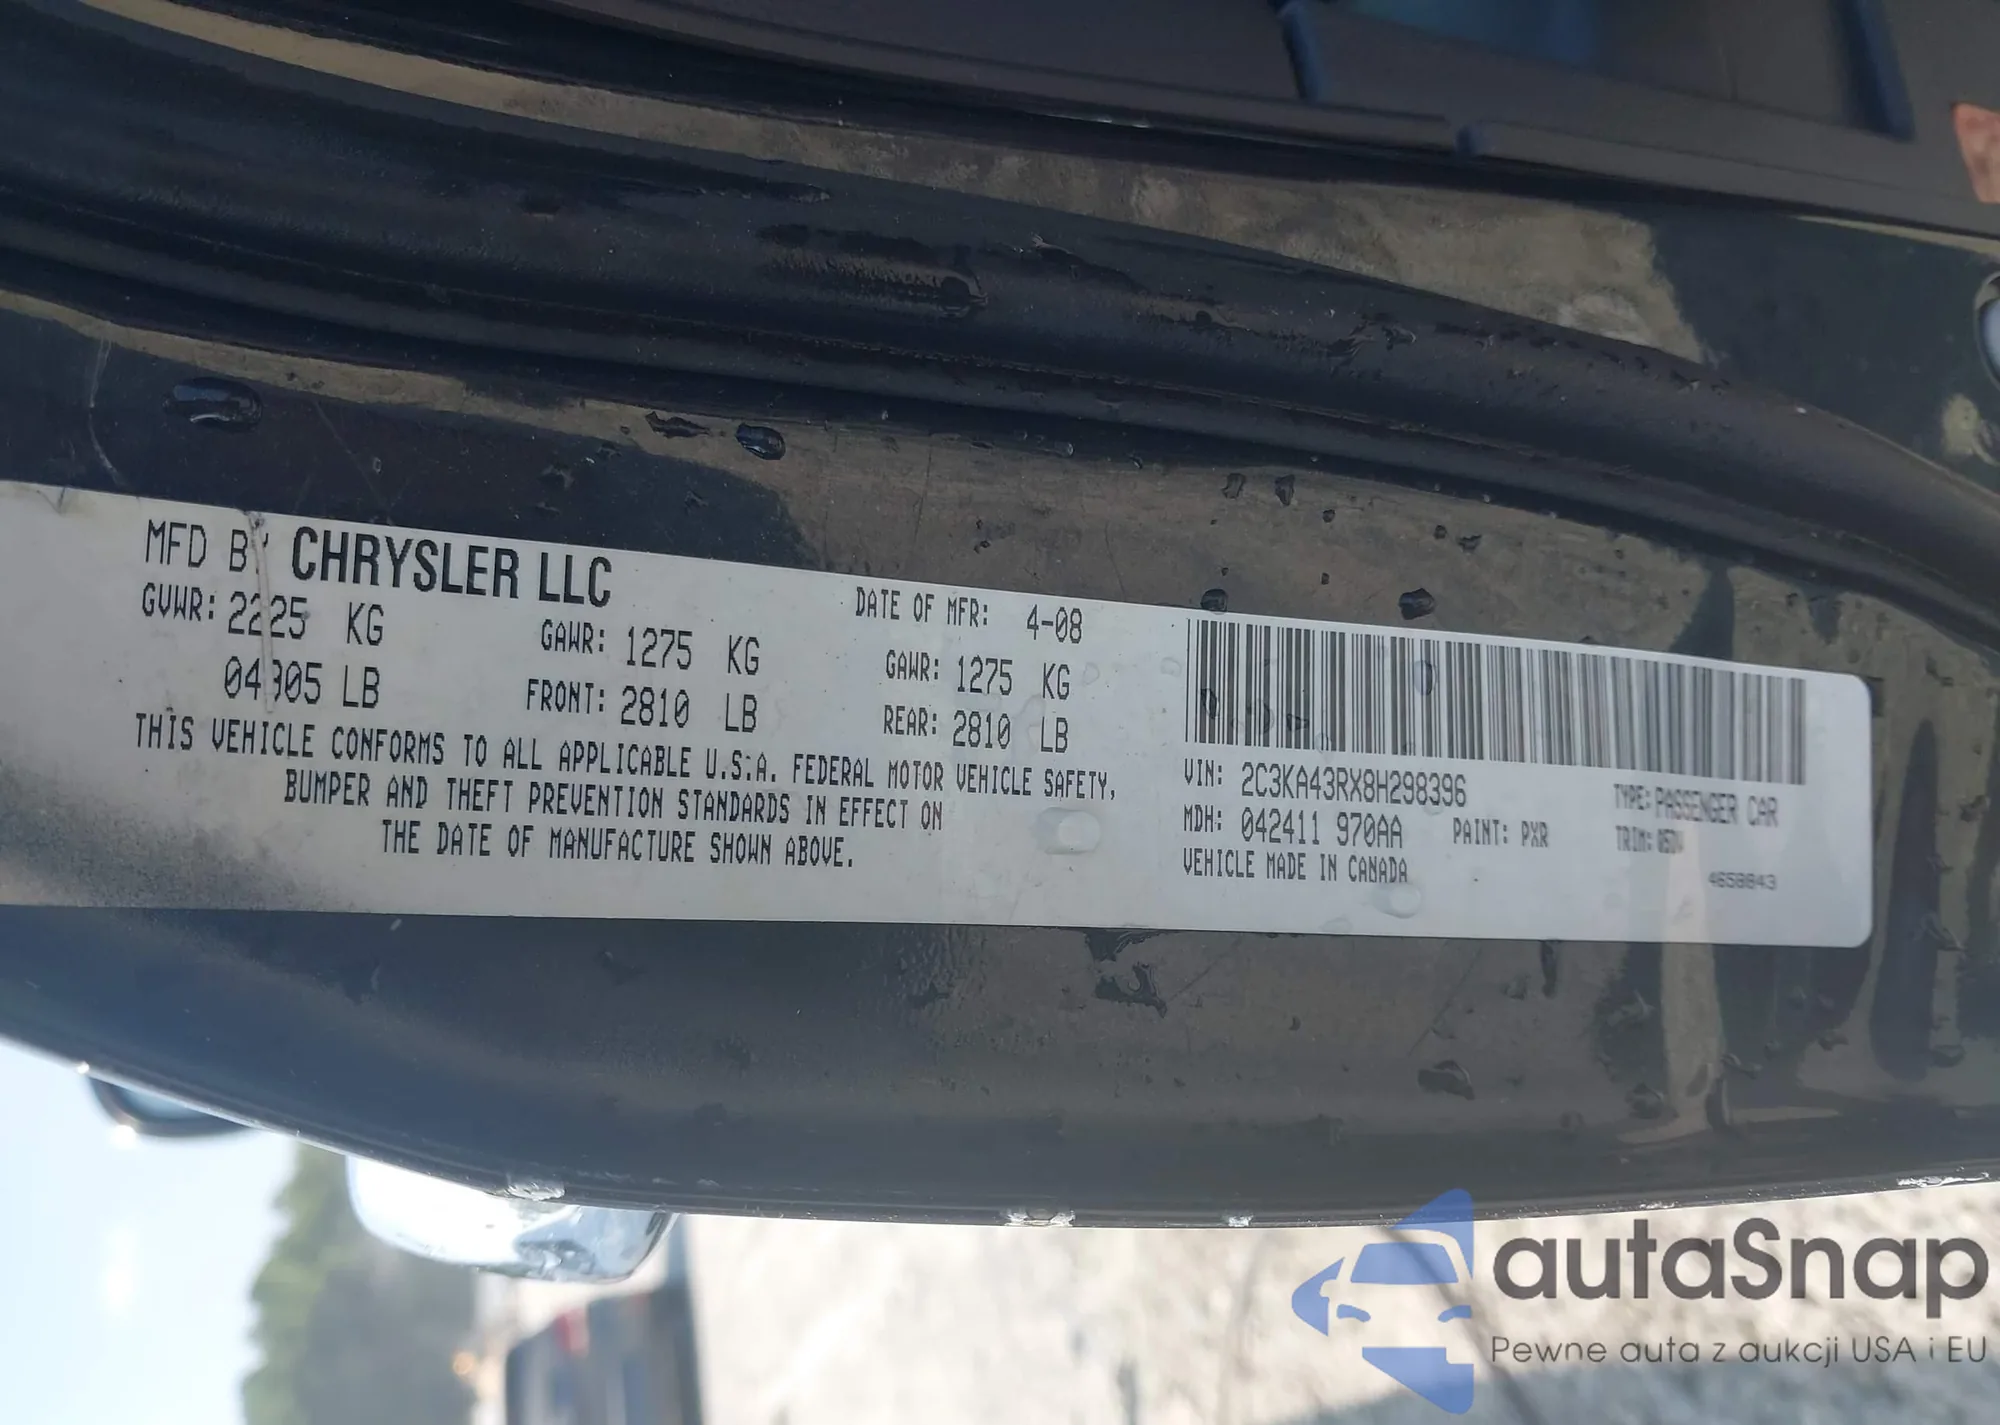 MFD BY CHRYSLER LLC
DATE OF MFR: 4-08
GVWR: 2225 KG GAWR: 1275 KG GAWR: 1275 KG
04905 LB FRONT: 2810 LB REAR: 2810 LB
THIS VEHICLE CONFORMS TO ALL APPLICABLE U.S.A. FEDERAL MOTOR VEHICLE SAFETY,
BUMPER AND THEFT PREVENTION STANDARDS IN EFFECT ON
THE DATE OF MANUFACTURE SHOWN ABOVE.
VIN: 2C3KA43RX8H298396 TYPE: PASSENGER CAR
MDH: 042411 970AA PAINT: PXR TRIM:
VEHICLE MADE IN CANADA
4658843
autaSnap
Pewne auta z aukcji USA i EU